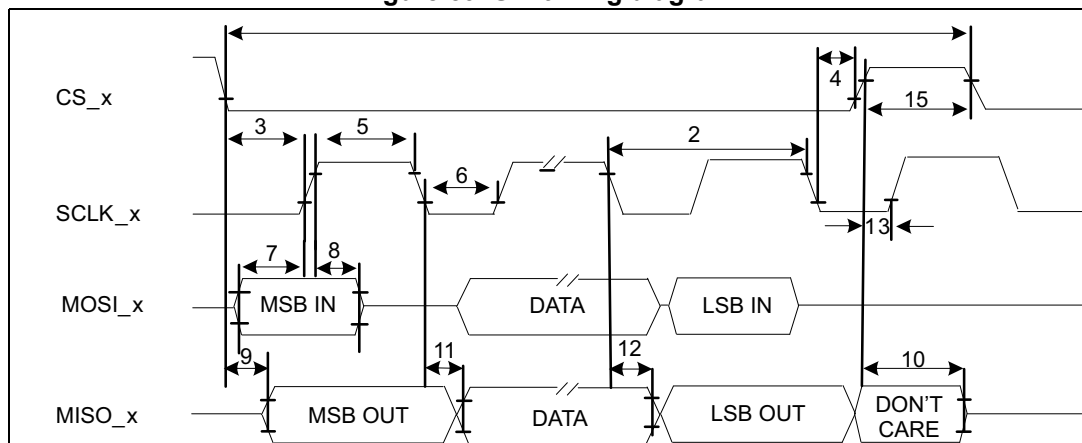 4
CS_x
15
3
5
2
6
SCLK_x
13
7
8
MOSI_x
MSB IN
DATA
LSB IN
9
11
12
10
MISO_x
MSB OUT
DATA
LSB OUT
DON'T
CARE